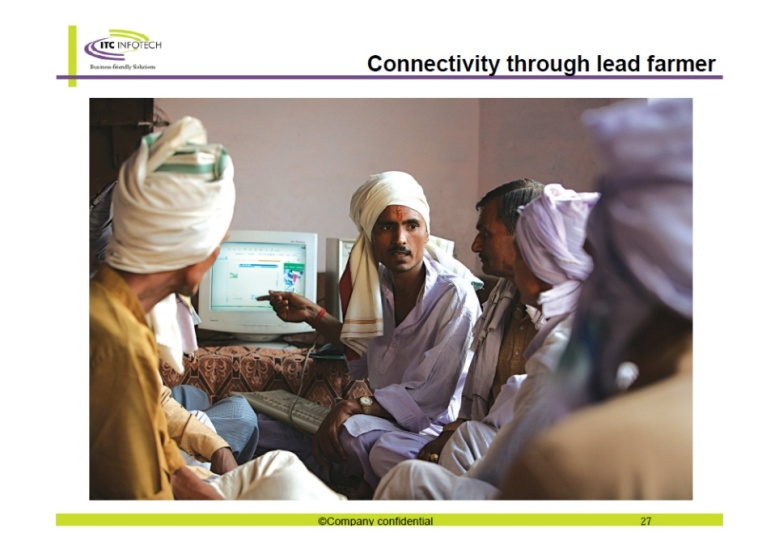 ITC INFOTECH
Business-friendly Solutions
Connectivity through lead farmer
©Company confidential
27